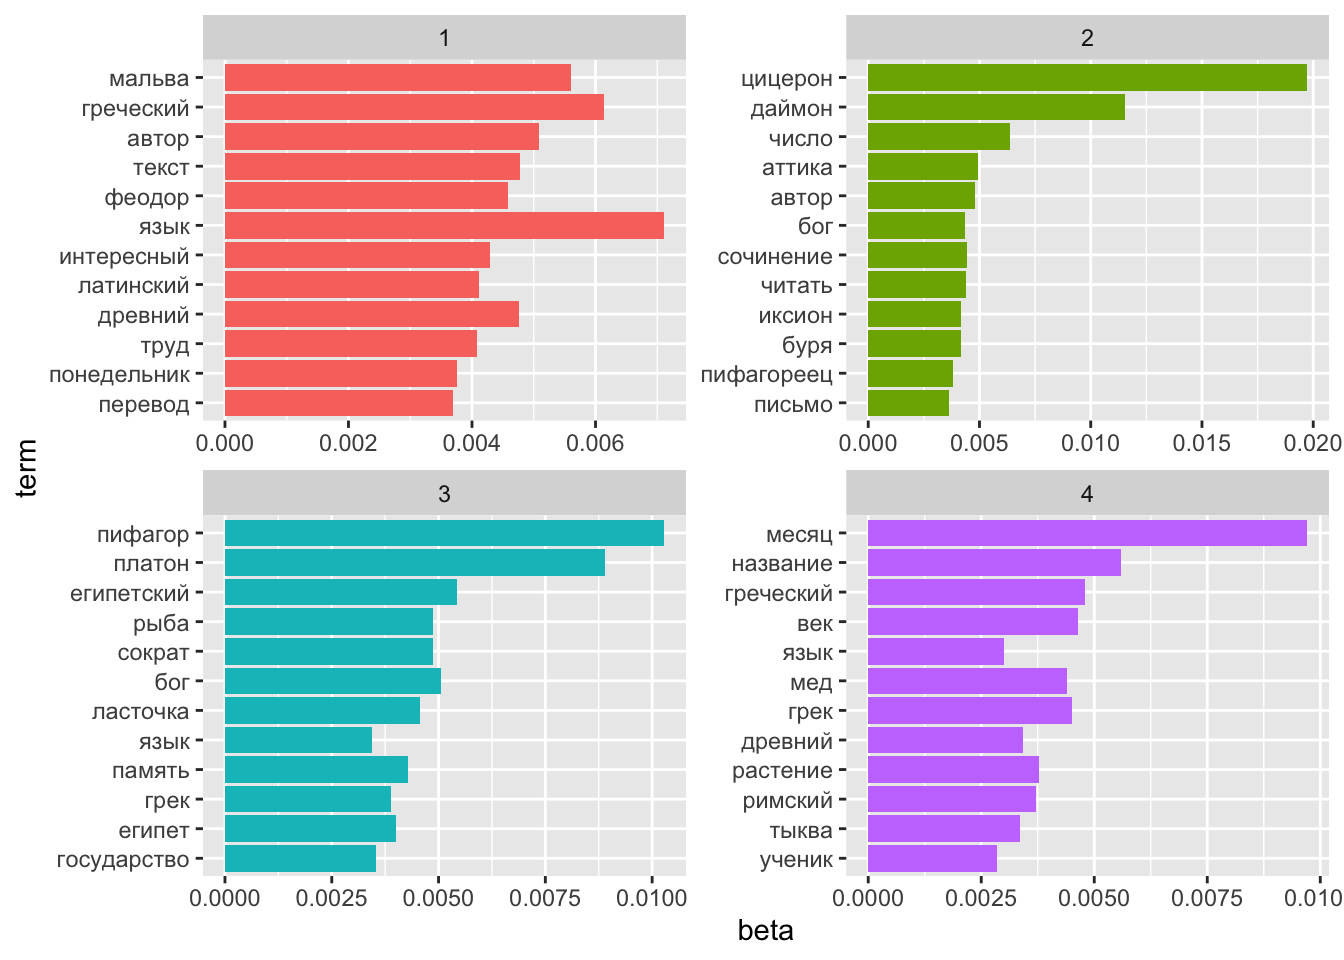 1
мальва
греческий
автор
текст
феодор
язык
интересный
латинский
древний
труд
понедельник
перевод
0.000 0.002 0.004 0.006
2
цицерон
даймон
число
аттика
автор
бог
сочинение
читать
иксион
буря
пифагореец
письмо
0.000 0.005 0.010 0.015 0.020
term
3
пифагор
платон
египетский
рыба
сократ
бог
ласточка
язык
память
грек
египет
государство
0.0000 0.0025 0.0050 0.0075 0.0100
4
месяц
название
греческий
век
язык
мед
грек
древний
растение
римский
тыква
ученик
0.0000 0.0025 0.0050 0.0075 0.010
beta